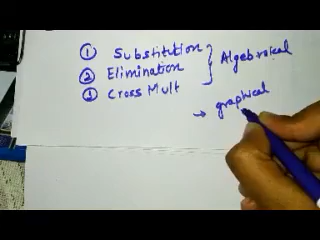 ① Substitution
② Elimination
③ Cross Mult
Algebraical
→ graphical